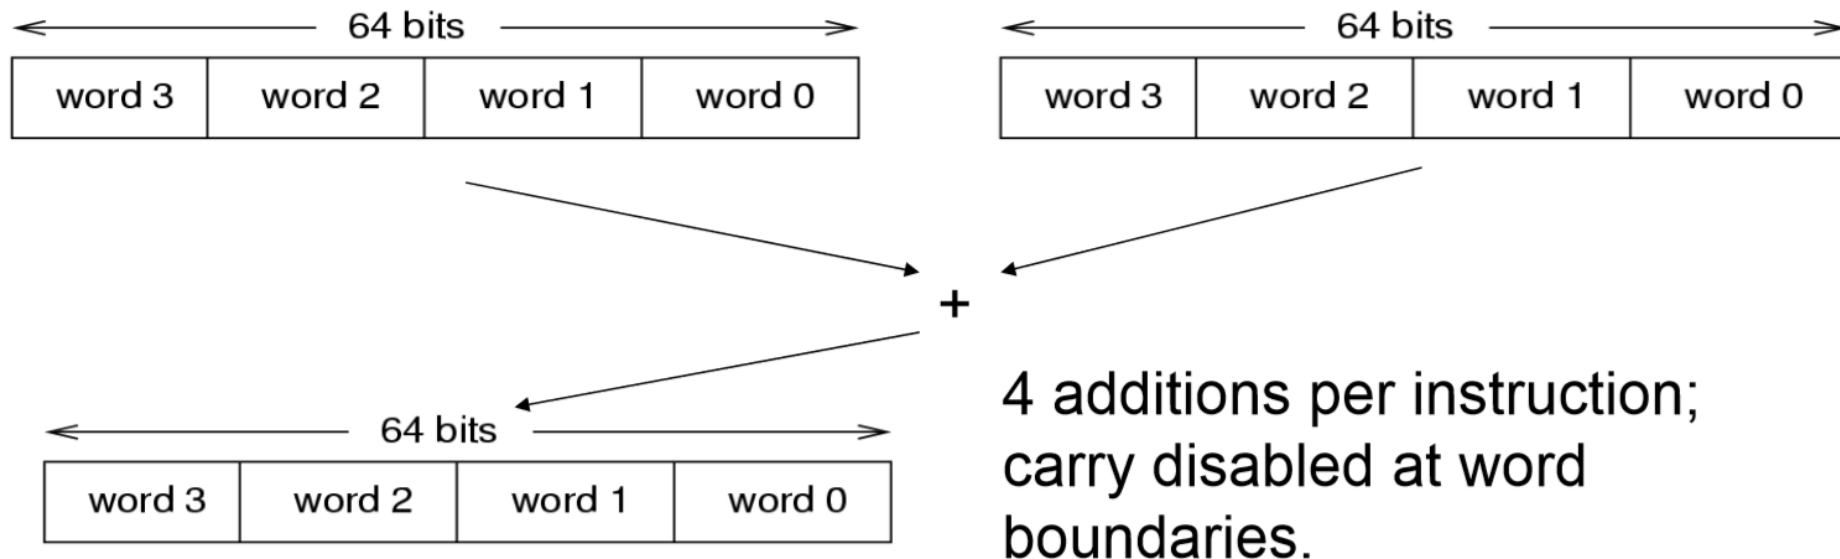 64 bits
64 bits
word 3 word 2 word 1 word 0
word 3 word 2 word 1 word 0
+
64 bits
word 3 word 2 word 1 word 0
4 additions per instruction;
carry disabled at word
boundaries.